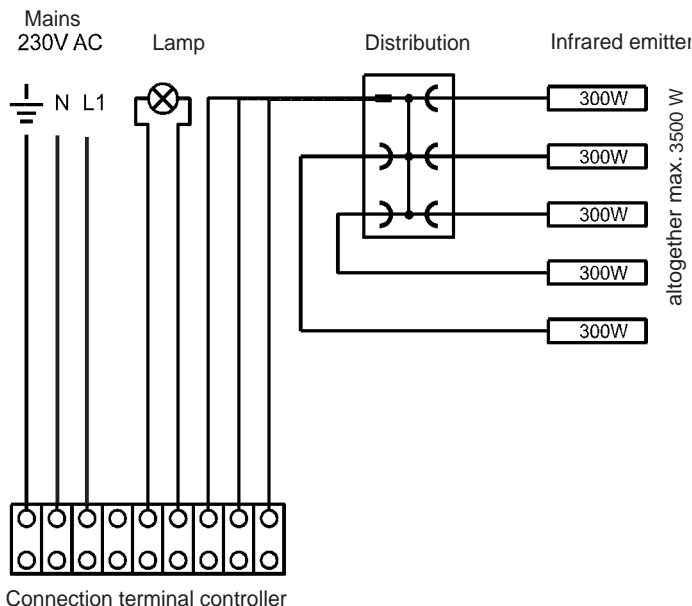 Mains
230V AC
Lamp
Distribution
Infrared emitter
N L1
300W
300W
300W
300W
300W
altogether max. 3500 W
Connection terminal controller